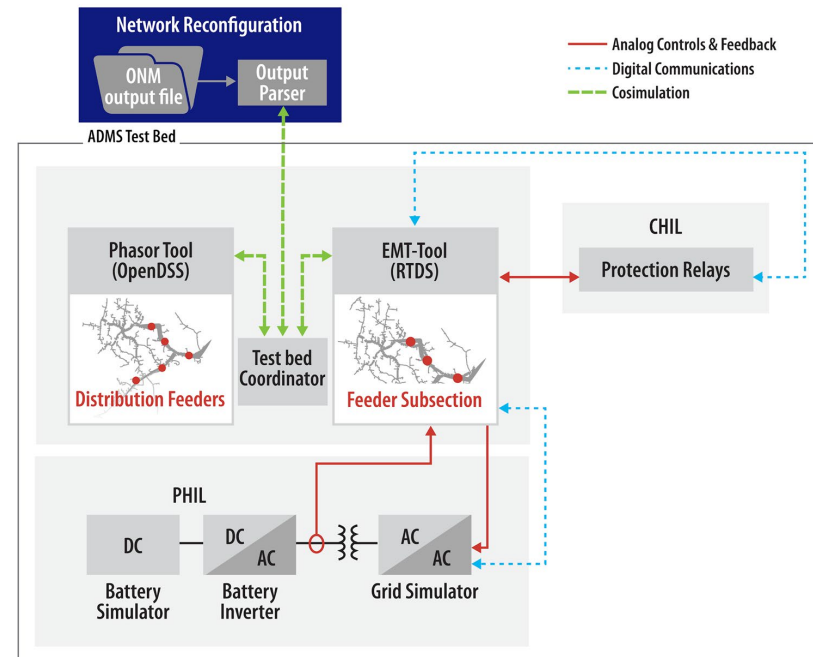 Network Reconfiguration
ONM
output file
Output
Parser
Analog Controls & Feedback
Digital Communications
Cosimulation
ADMS Test Bed
Phasor Tool
(OpenDSS)
Distribution Feeders
Test bed
Coordinator
EMT-Tool
(RTDS)
Feeder Subsection
CHIL
Protection Relays
PHIL
DC
Battery
Simulator
DC
AC
Battery
Inverter
AC
AC
Grid Simulator